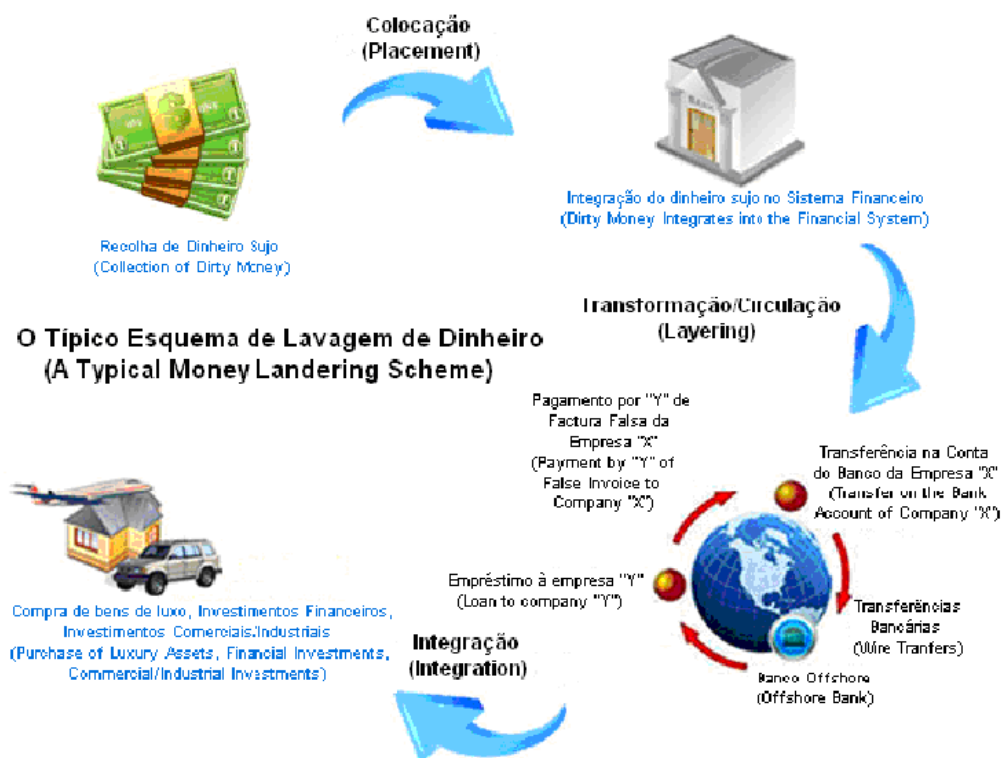 Colocação
(Placement)
Integração do dinheiro sujo no Sistema Financeiro
(Dirty Money Integrates into the Financial System)
Recolha de Dinheiro Sujo
(Collection of Dirty Money)
Transformação/Circulação
(Layering)
O Típico Esquema de Lavagem de Dinheiro
(A Typical Money Landering Scheme)
Pagamento por "Y" de
Factura Falsa da
Empresa "X"
(Payment by "Y" of
False Invoice to
Company "X")
Transferência na Conta
do Banco da Empresa "X"
(Transfer on the Bank
Account of Company "X")
Empréstimo à empresa "Y"
(Loan to company "Y")
Transferências
Bancárias
(Wire Tranfers)
Banco Offshore
(Offshore Bank)
Compra de bens de luxo, Investimentos Financeiros,
Investimentos Comerciais/Industriais
(Purchase of Luxury Assets, Financial Investments,
Commercial/Industrial Investments)
Integração
(Integration)